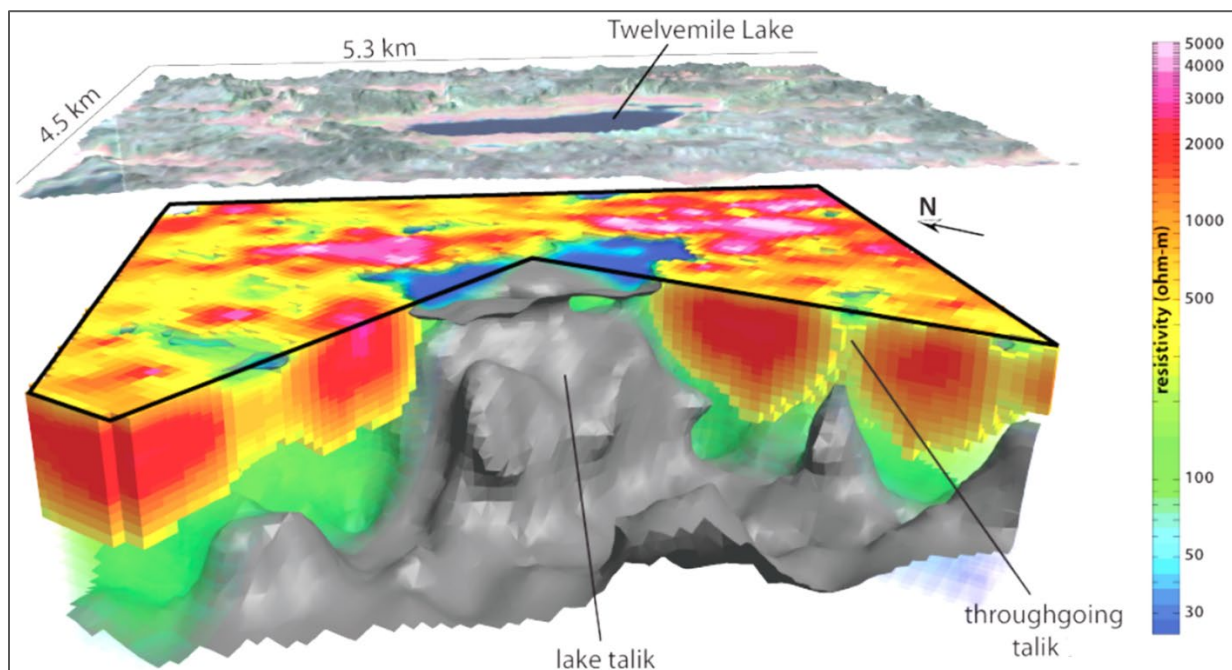 Twelvemile Lake
5.3 km
4.5 km
N
5000
4000
3000
2000
1000
500
100
50
30
resistivity (ohm-m)
throughgoing
talik
lake talik